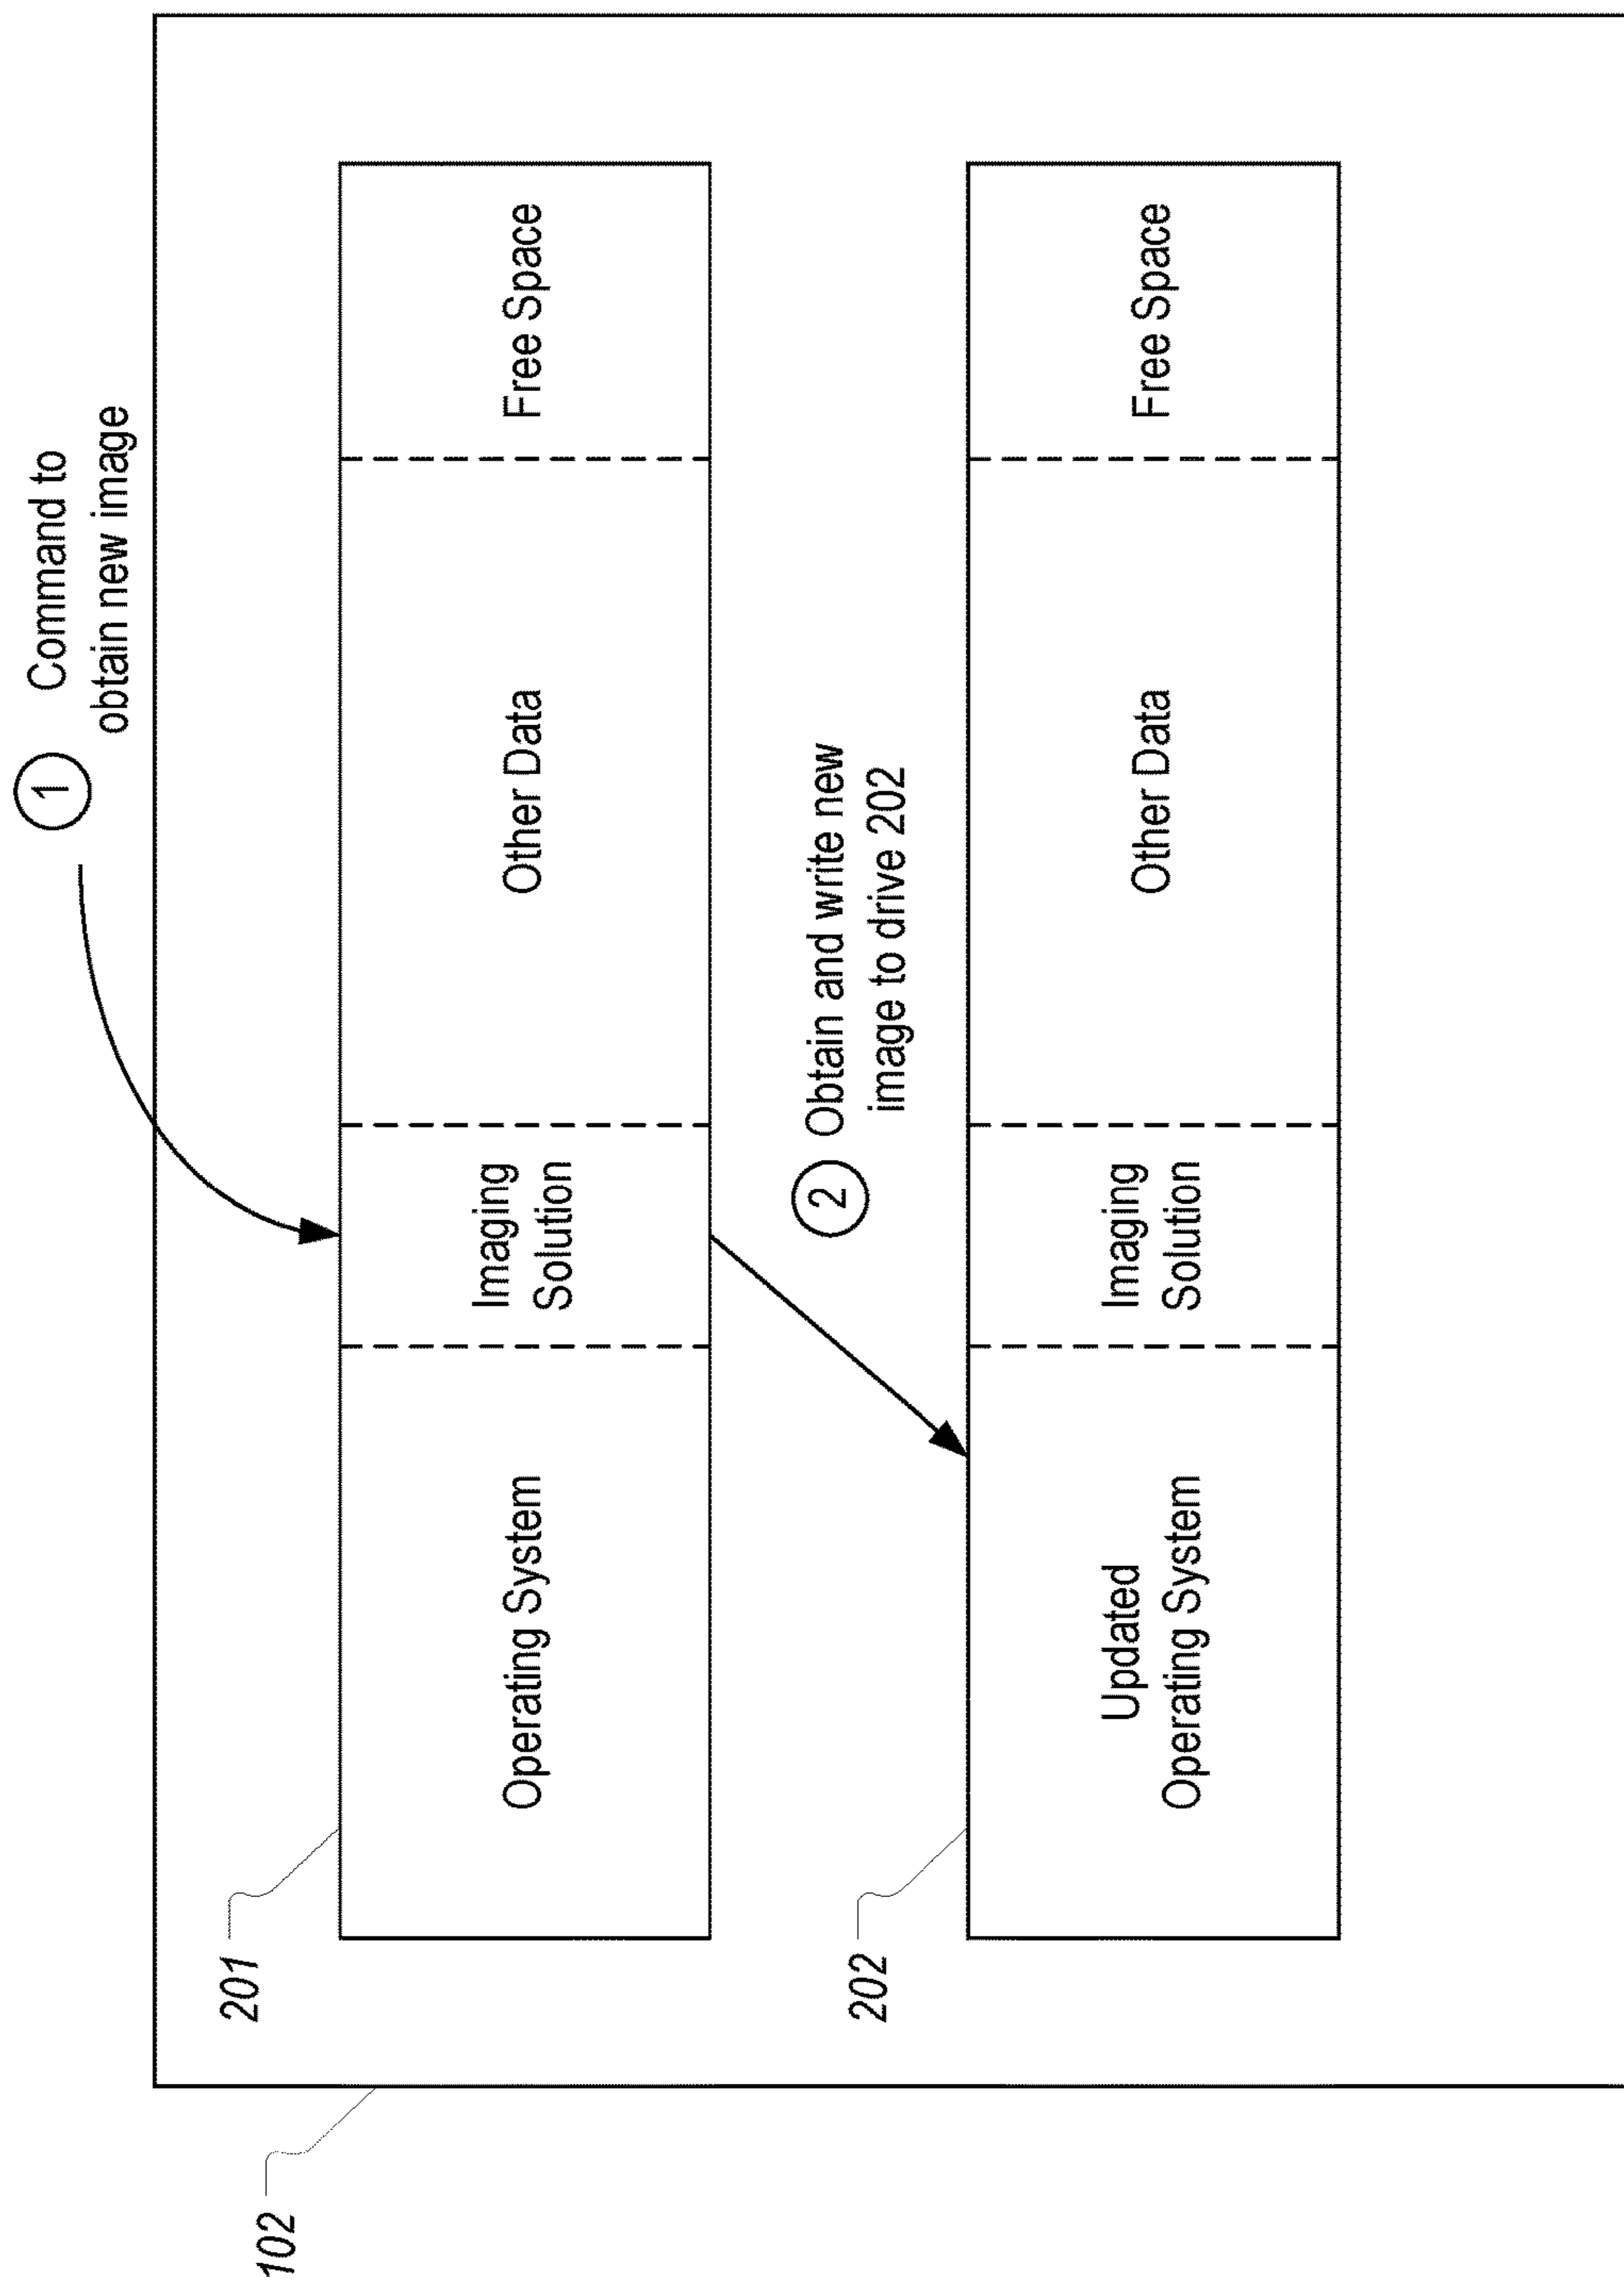 1
Command to
obtain new image
102
201
Operating System
Imaging
Solution
Other Data
Free Space
2
Obtain and write new
image to drive 202
202
Updated
Operating System
Imaging
Solution
Other Data
Free Space